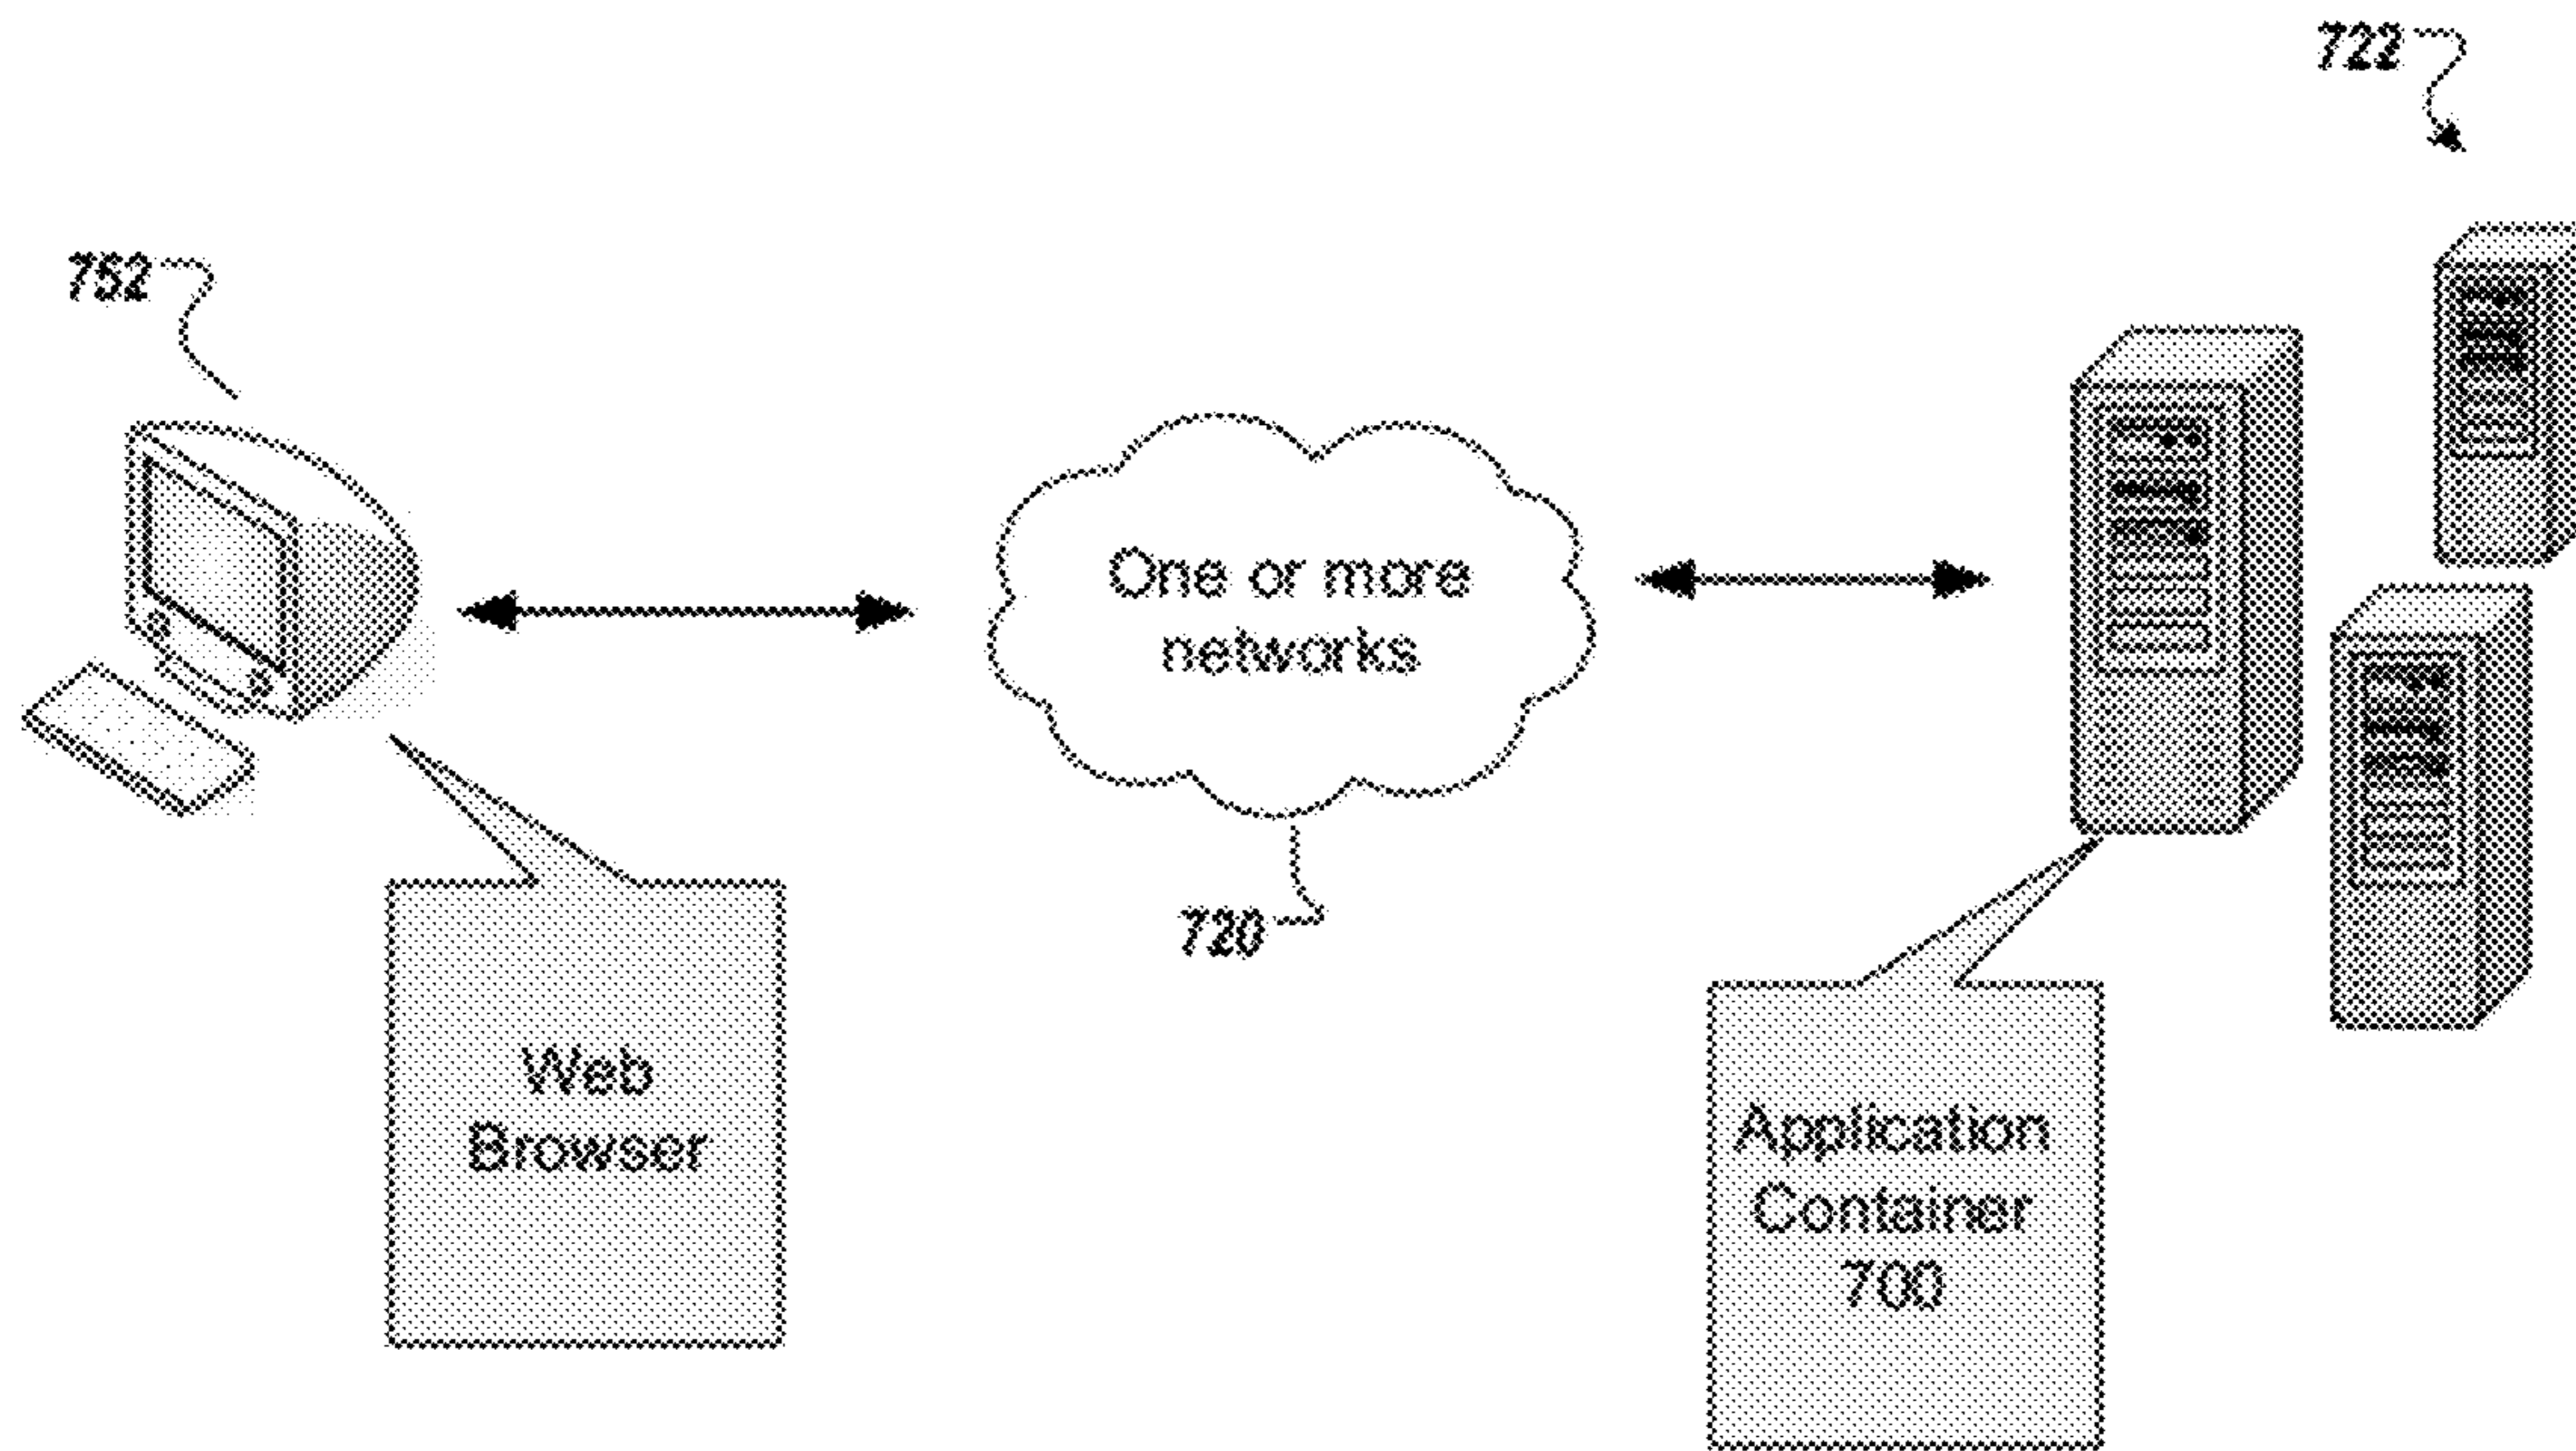 722
752
One or more
networks
720
Web
Browser
Application
Container
700